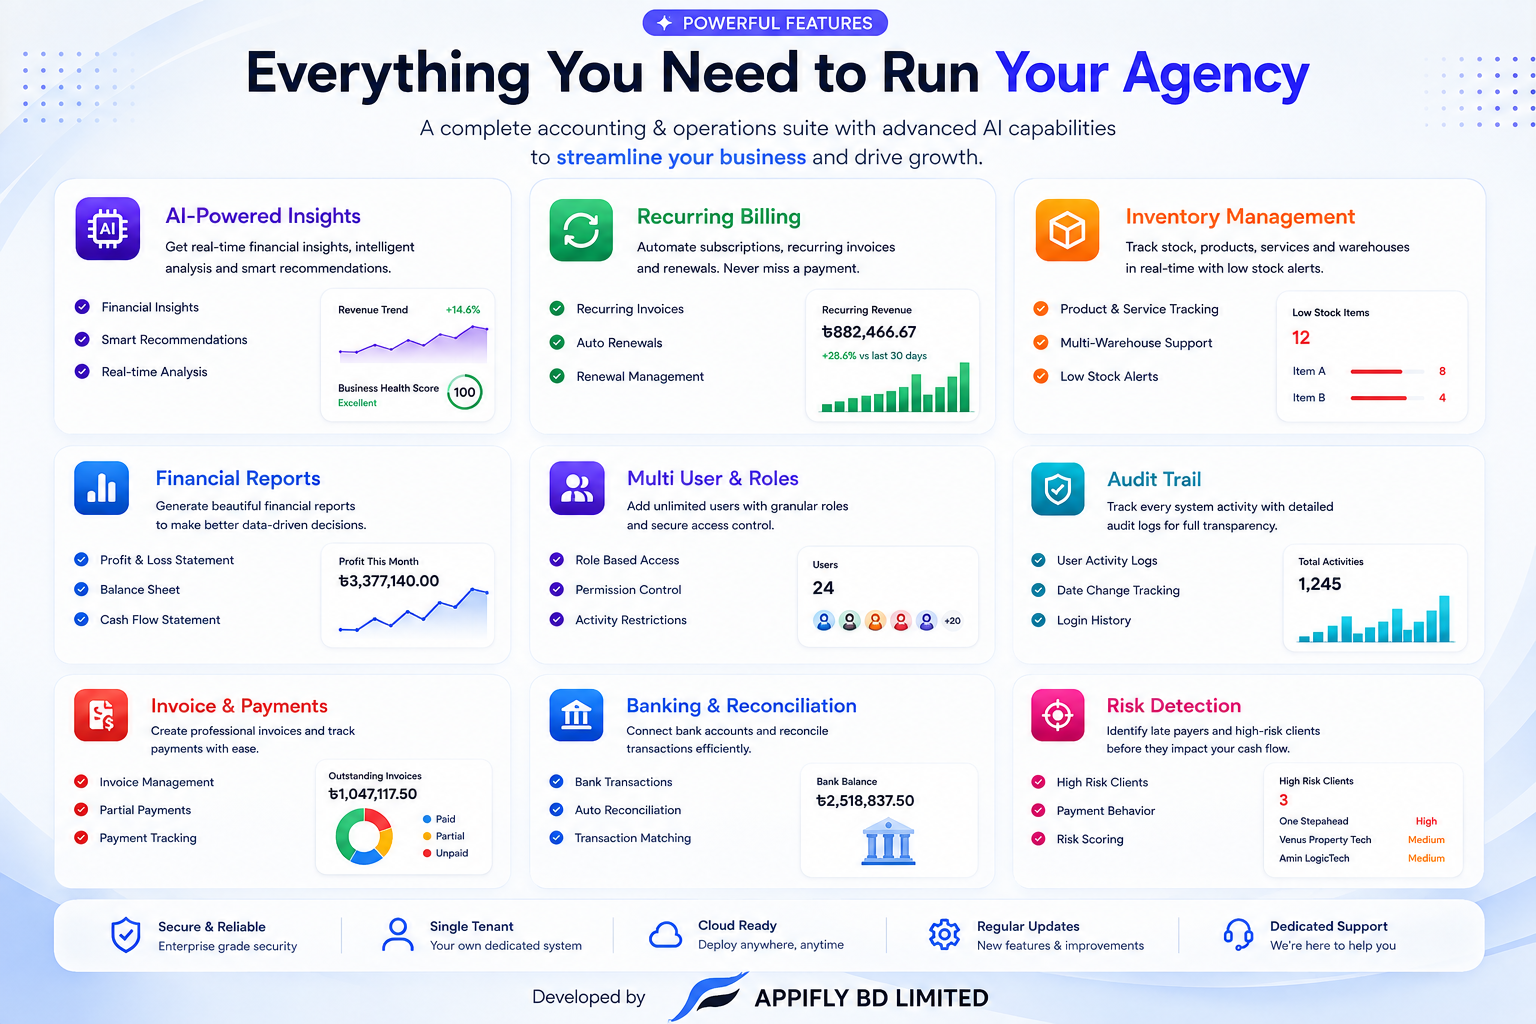 POWERFUL FEATURES
Everything You Need to Run Your Agency
A complete accounting & operations suite with advanced AI capabilities
to streamline your business and drive growth.
AI
AI-Powered Insights
Get real-time financial insights, intelligent
analysis and smart recommendations.
Financial Insights
Smart Recommendations
Real-time Analysis
Revenue Trend +14.6%
Business Health Score
Excellent
100
Recurring Billing
Automate subscriptions, recurring invoices
and renewals. Never miss a payment.
Recurring Invoices
Auto Renewals
Renewal Management
Recurring Revenue
৳882,466.67
+28.6% vs last 30 days
Inventory Management
Track stock, products, services and warehouses
in real-time with low stock alerts.
Product & Service Tracking
Multi-Warehouse Support
Low Stock Alerts
Low Stock Items
12
Item A 8
Item B 4
Financial Reports
Generate beautiful financial reports
to make better data-driven decisions.
Profit & Loss Statement
Balance Sheet
Cash Flow Statement
Profit This Month
৳3,377,140.00
Multi User & Roles
Add unlimited users with granular roles
and secure access control.
Role Based Access
Permission Control
Activity Restrictions
Users
24
+20
Audit Trail
Track every system activity with detailed
audit logs for full transparency.
User Activity Logs
Date Change Tracking
Login History
Total Activities
1,245
Invoice & Payments
Create professional invoices and track
payments with ease.
Invoice Management
Partial Payments
Payment Tracking
Outstanding Invoices
৳1,047,117.50
Paid
Partial
Unpaid
Banking & Reconciliation
Connect bank accounts and reconcile
transactions efficiently.
Bank Transactions
Auto Reconciliation
Transaction Matching
Bank Balance
৳2,518,837.50
Risk Detection
Identify late payers and high-risk clients
before they impact your cash flow.
High Risk Clients
Payment Behavior
Risk Scoring
High Risk Clients
3
One Stepahead High
Venus Property Tech Medium
Amin LogicTech Medium
Secure & Reliable
Enterprise grade security
Single Tenant
Your own dedicated system
Cloud Ready
Deploy anywhere, anytime
Regular Updates
New features & improvements
Dedicated Support
We're here to help you
Developed by APPIFLY BD LIMITED